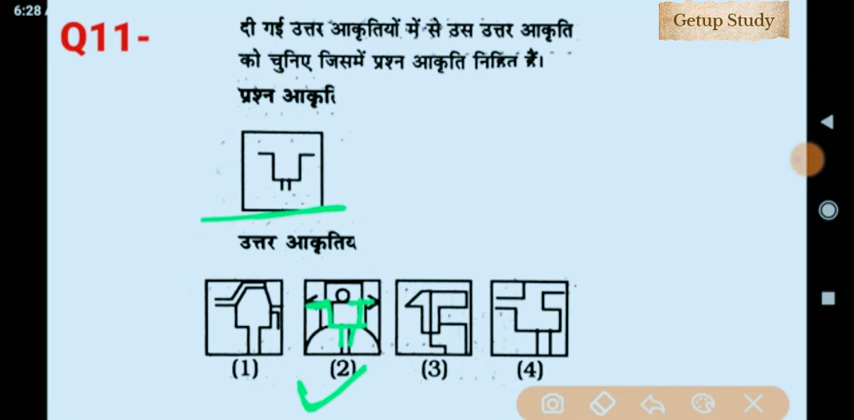 6:28
Getup Study
Q11-
दी गई उत्तर आकृतियों में से उस उत्तर आकृति
को चुनिए जिसमें प्रश्न आकृति निहित हैं।
प्रश्न आकृति
उत्तर आकृतिय
(1) (2) (3) (4)